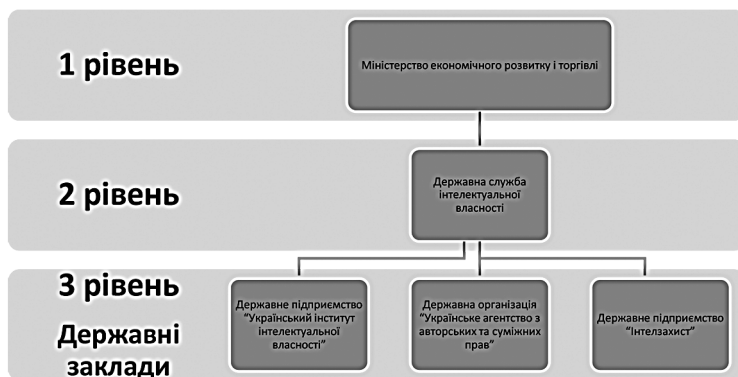 1 рівень
Міністерство економічного розвитку і торгівлі
2 рівень
Державна служба
інтелектуальної
власності
3 рівень
Державні
заклади
Державне підприємство
"Український інститут
інтелектуальної
власності"
Державна організація
"Українське агентство з
авторських та суміжних
прав"
Державне підприємство
"Інтелзахист"